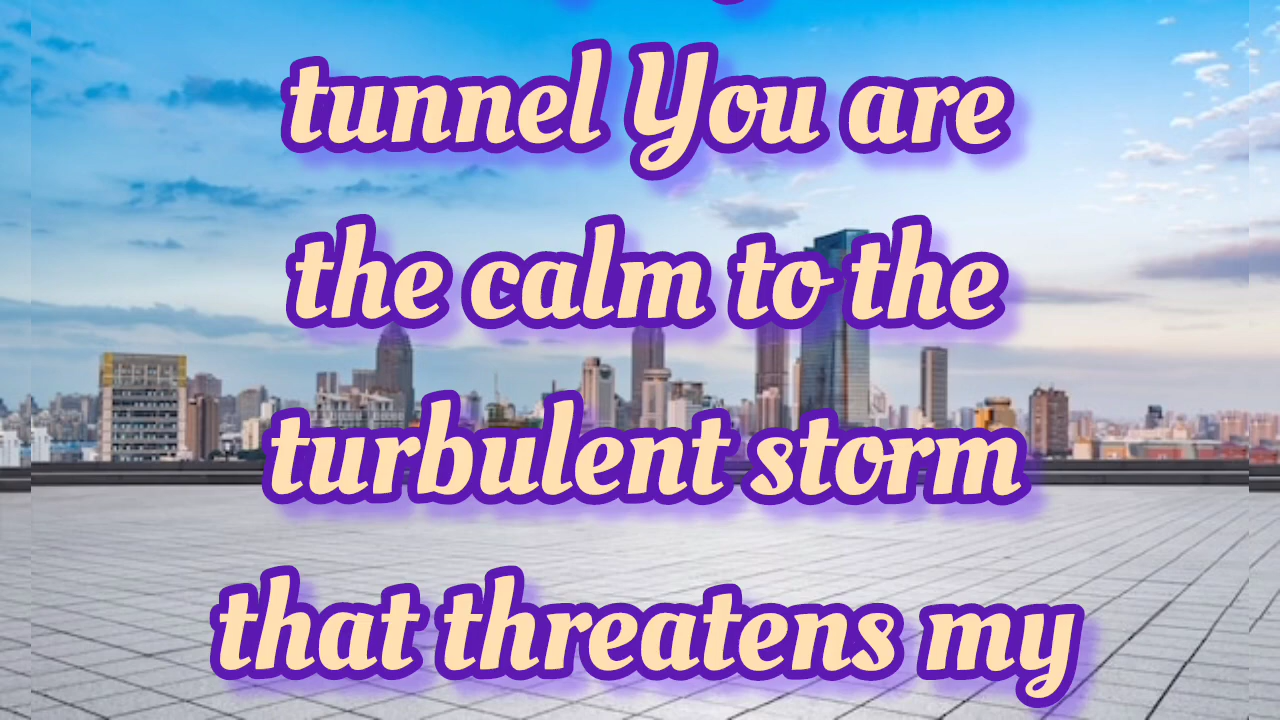 tunnel You are
the calm to the
turbulent storm
that threatens my